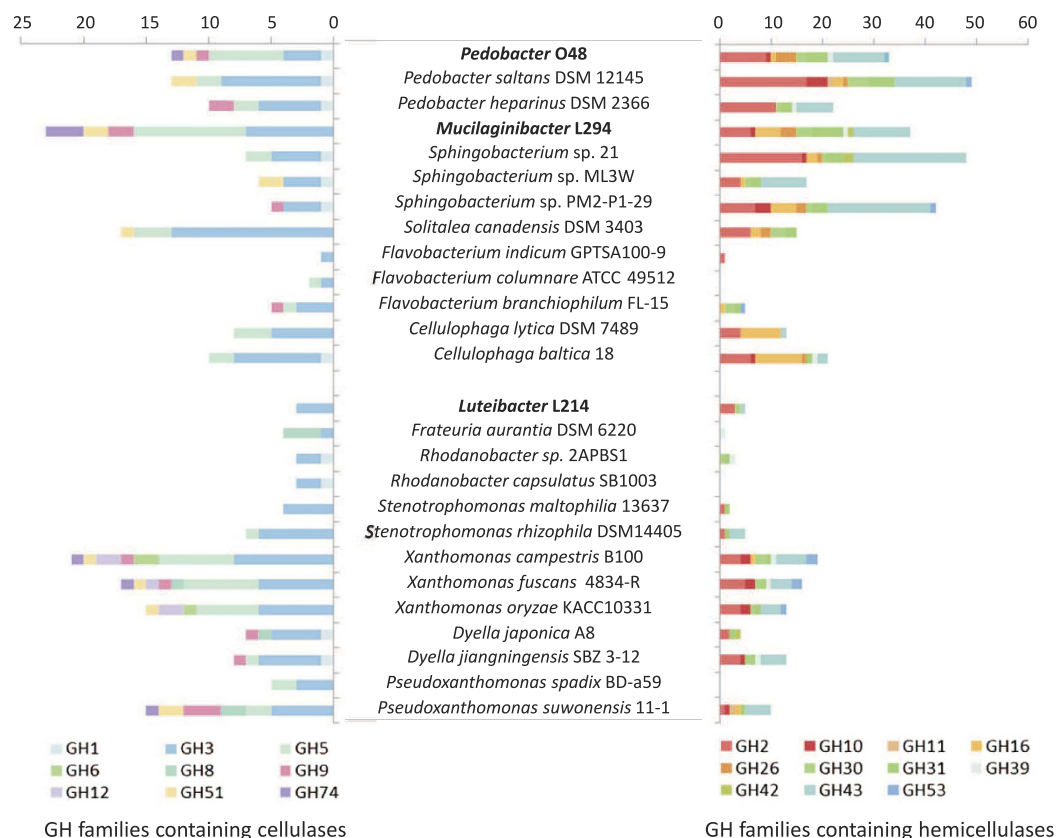 25 20 15 10 5 0
0 10 20 30 40 50 60
Pedobacter O48
Pedobacter saltans DSM 12145
Pedobacter heparinus DSM 2366
Mucilaginibacter L294
Sphingobacterium sp. 21
Sphingobacterium sp. ML3W
Sphingobacterium sp. PM2-P1-29
Solitalea canadensis DSM 3403
Flavobacterium indicum GPTSA100-9
Flavobacterium columnare ATCC 49512
Flavobacterium branchiophilum FL-15
Cellulophaga lytica DSM 7489
Cellulophaga baltica 18
Luteibacter L214
Frateuria aurantia DSM 6220
Rhodanobacter sp. 2APBS1
Rhodanobacter capsulatus SB1003
Stenotrophomonas maltophilia 13637
Stenotrophomonas rhizophila DSM14405
Xanthomonas campestris B100
Xanthomonas fuscans 4834-R
Xanthomonas oryzae KACC10331
Dyella japonica A8
Dyella jiangningensis SBZ 3-12
Pseudoxanthomonas spadix BD-a59
Pseudoxanthomonas suwonensis 11-1
GH1 GH3 GH5
GH6 GH8 GH9
GH12 GH51 GH74
GH families containing cellulases
GH2 GH10 GH11 GH16
GH26 GH30 GH31 GH39
GH42 GH43 GH53
GH families containing hemicellulases